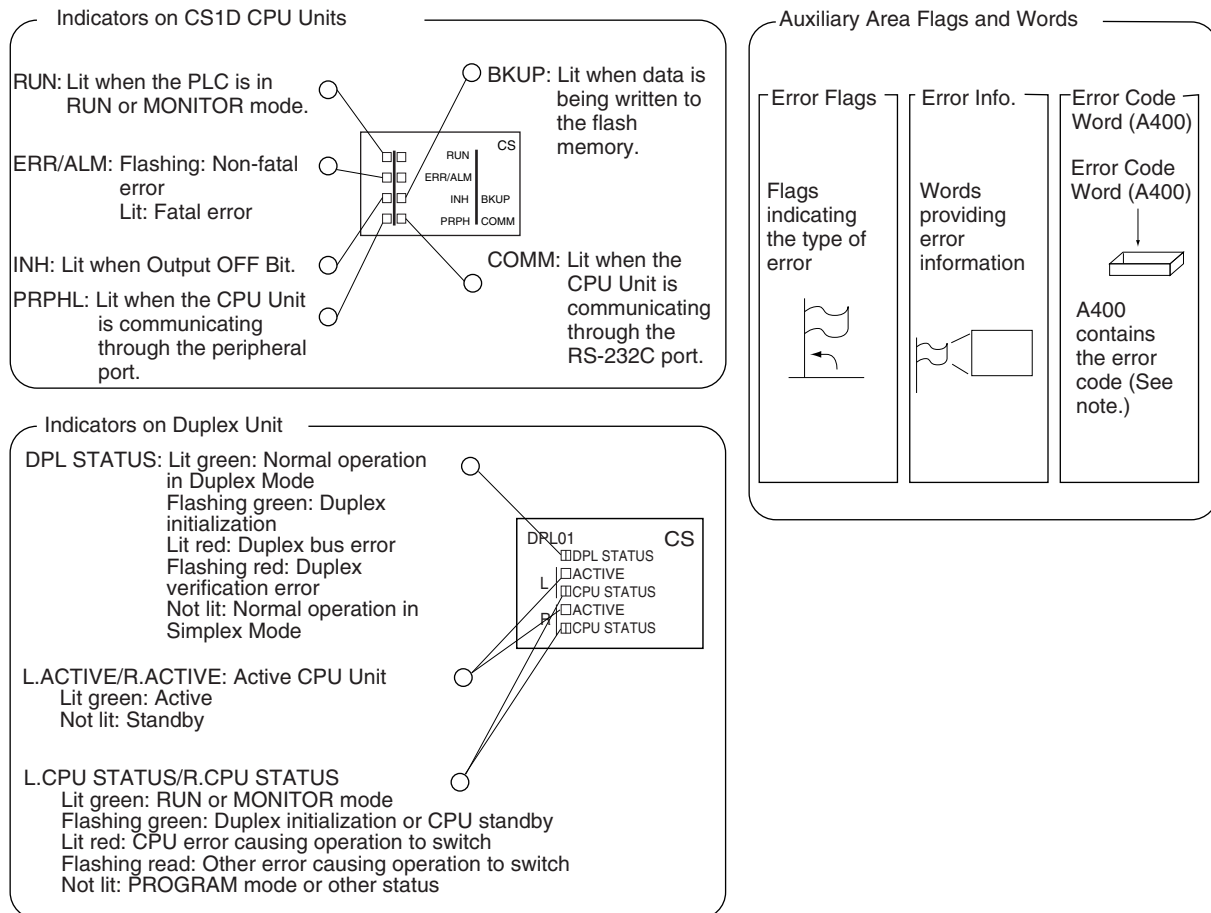 Indicators on CS1D CPU Units
RUN: Lit when the PLC is in
RUN or MONITOR mode.
ERR/ALM: Flashing: Non-fatal
error
Lit: Fatal error
INH: Lit when Output OFF Bit.
PRPHL: Lit when the CPU Unit
is communicating
through the peripheral
port.
BKUP: Lit when data is
being written to
the flash
memory.
CS
RUN
ERR/ALM
INH BKUP
PRPH COMM
COMM: Lit when the
CPU Unit is
communicating
through the
RS-232C port.
Indicators on Duplex Unit
DPL STATUS: Lit green: Normal operation
in Duplex Mode
Flashing green: Duplex
initialization
Lit red: Duplex bus error
Flashing red: Duplex
verification error
Not lit: Normal operation in
Simplex Mode
DPL01 CS
DPL STATUS
L ACTIVE
CPU STATUS
R ACTIVE
CPU STATUS
L.ACTIVE/R.ACTIVE: Active CPU Unit
Lit green: Active
Not lit: Standby
L.CPU STATUS/R.CPU STATUS
Lit green: RUN or MONITOR mode
Flashing green: Duplex initialization or CPU standby
Lit red: CPU error causing operation to switch
Flashing read: Other error causing operation to switch
Not lit: PROGRAM mode or other status
Auxiliary Area Flags and Words
Error Flags
Flags
indicating
the type of
error
Error Info.
Words
providing
error
information
Error Code
Word (A400)
Error Code
Word (A400)
A400
contains
the error
code (See
note.)